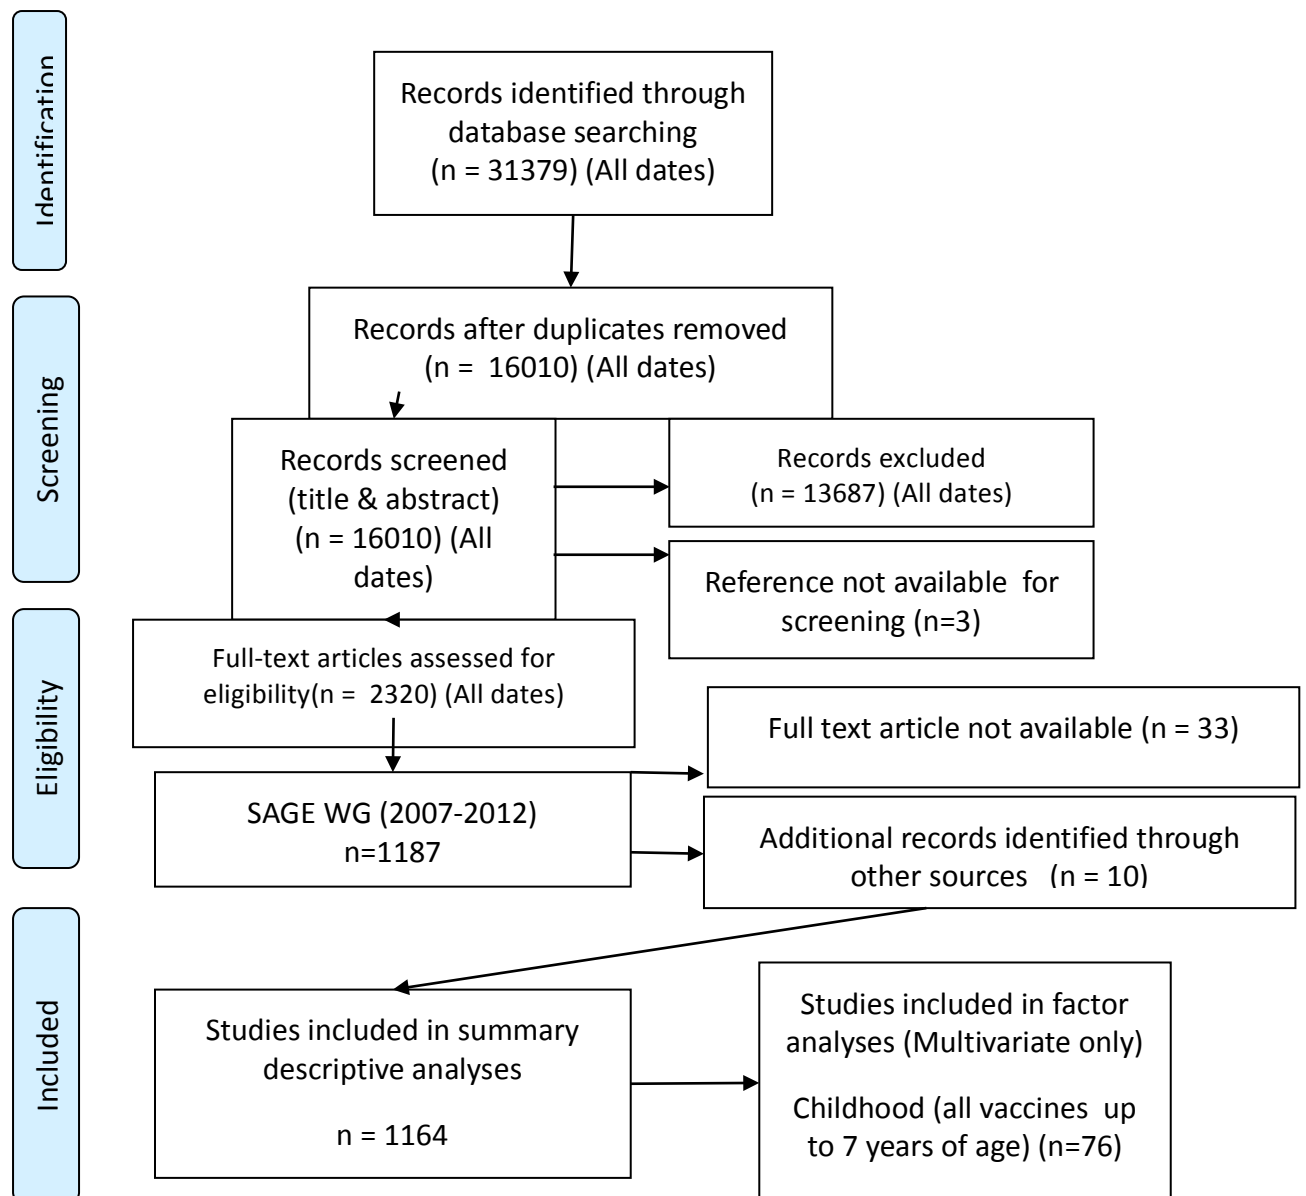 Identification
Records identified through
database searching
(n = 31379) (All dates)
Records after duplicates removed
(n = 16010) (All dates)
Screening
Records screened
(title & abstract)
(n = 16010) (All
dates)
Records excluded
(n = 13687) (All dates)
Reference not available for
screening (n=3)
Eligibility
Full-text articles assessed for
eligibility(n = 2320) (All dates)
Full text article not available (n = 33)
SAGE WG (2007-2012)
n=1187
Additional records identified through
other sources (n = 10)
Included
Studies included in summary
descriptive analyses
n = 1164
Studies included in factor
analyses (Multivariate only)
Childhood (all vaccines up
to 7 years of age) (n=76)